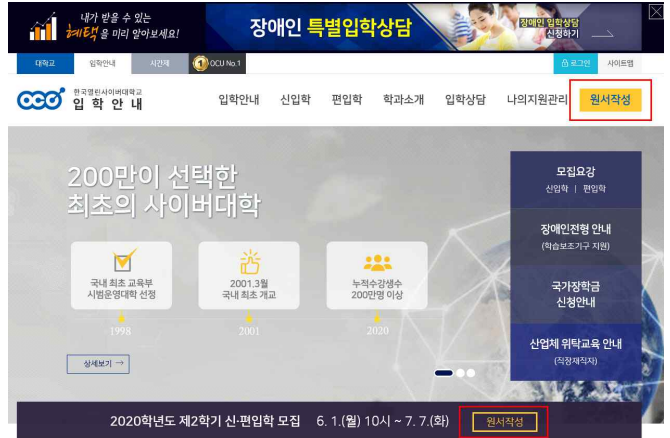 내가 받을 수 있는
혜택을 미리 알아보세요!
장애인 특별입학상담
장애인 입학상담
신청하기
대학교
입학안내
시간제
1 OCU No.1
로그인
사이트맵
OCU
한국열린사이버대학교
입학안내
입학안내 신입학 편입학 학과소개 입학상담 나의지원관리 원서작성
200만이 선택한
최초의 사이버대학
국내 최초 교육부
시범운영대학 선정
1998
2001.3월
국내 최초 개교
2001
누적수강생수
200만명 이상
2020
상세보기 →
모집요강
신입학 | 편입학
장애인전형 안내
(학습보조기구 지원)
국가장학금
신청안내
산업체 위탁교육 안내
(직장재직자)
2020학년도 제2학기 신·편입학 모집 6. 1.(월) 10시 ~ 7. 7.(화) 원서작성